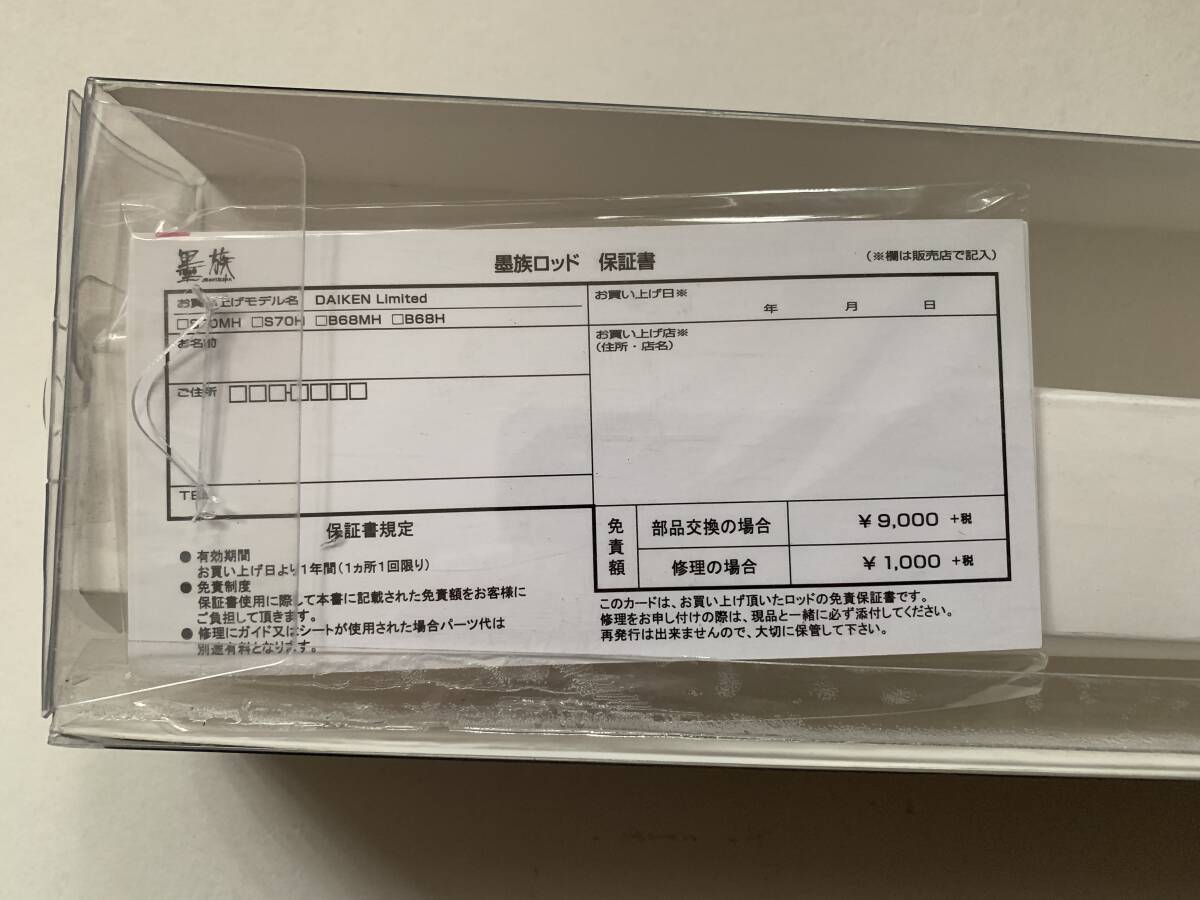 墨族
墨族ロッド 保証書
(※欄は販売店で記入)
お買い上げモデル名 DAIKEN Limited
□S70MH □S70H □B68MH □B68H
お名前
ご住所 □□□-□□□□
TEL
お買い上げ日※
年 月 日
お買い上げ店※
(住所・店名)
免責額
部品交換の場合 ¥9,000 +税
修理の場合 ¥1,000 +税
保証書規定
● 有効期間
お買い上げ日より1年間(1ヵ所1回限り)
● 免責制度
保証書使用に際して本書に記載された免責額をお客様に
ご負担して頂きます。
● 修理にガイド又はシートが使用された場合パーツ代は
別途有料となります。
このカードは、お買い上げ頂いたロッドの免責保証書です。
修理をお申し付けの際は、現品と一緒に必ず添付してください。
再発行は出来ませんので、大切に保管して下さい。